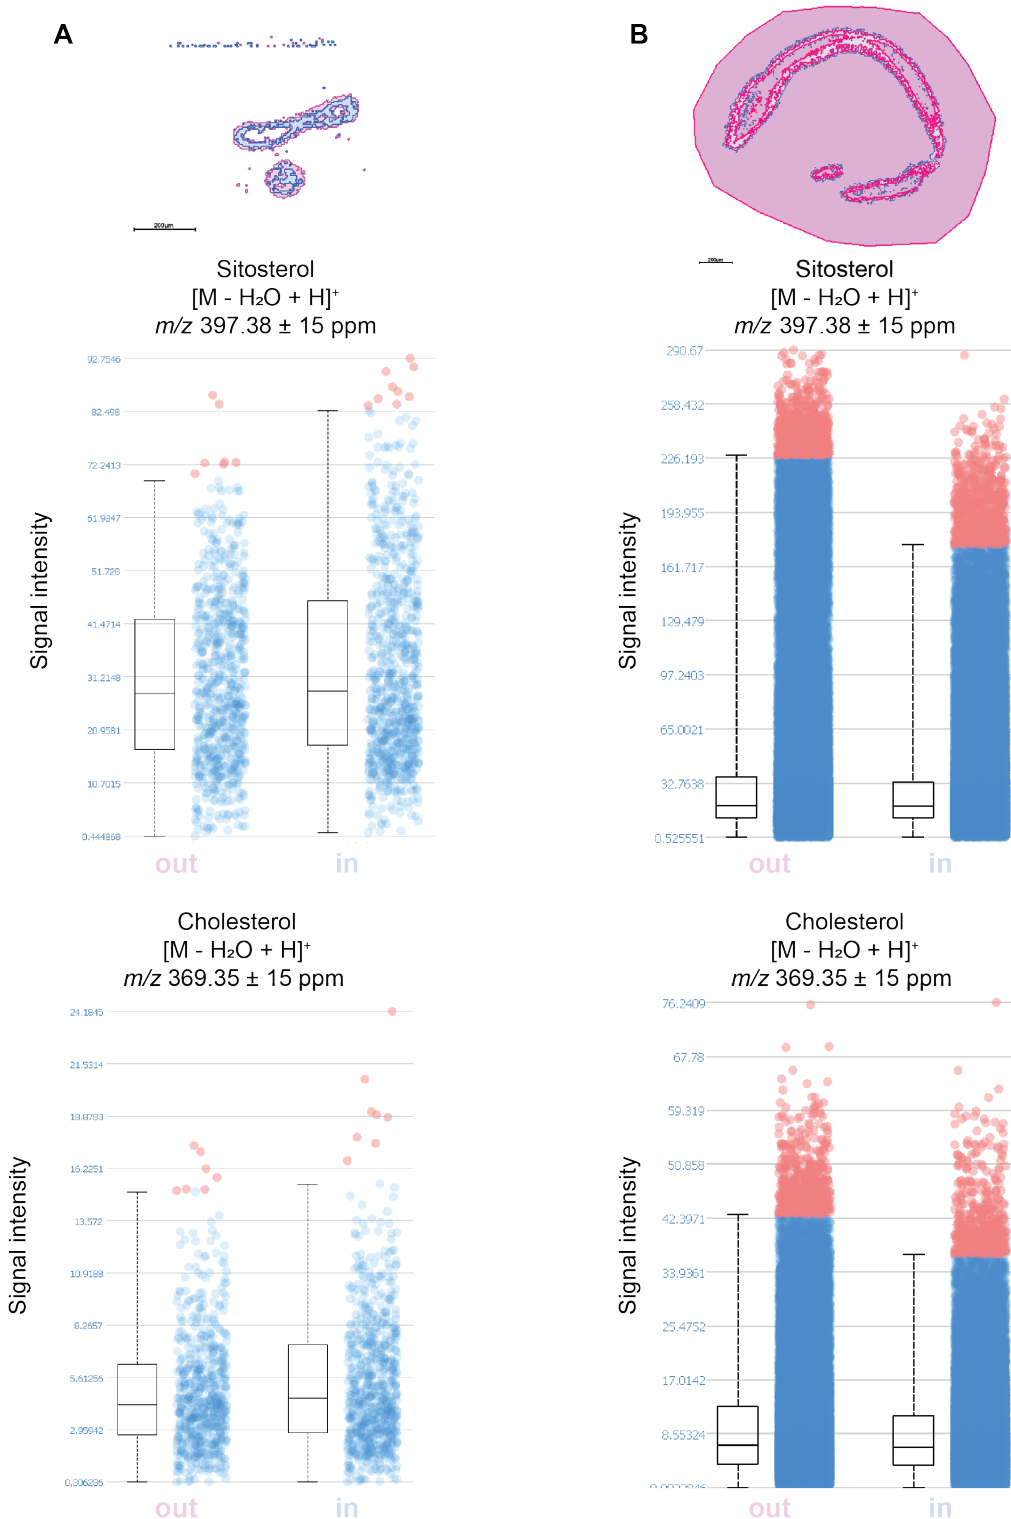 A
B
200µm
200µm
Sitosterol
[M - H₂O + H]⁺
m/z 397.38 ± 15 ppm
Sitosterol
[M - H₂O + H]⁺
m/z 397.38 ± 15 ppm
Signal intensity
92.7546
82.498
72.2413
61.9847
51.728
41.4714
31.2148
20.9581
10.7015
0.444868
out
in
Signal intensity
290.67
258.432
226.193
193.955
161.717
129.479
97.2403
65.0021
32.7638
0.525551
out
in
Cholesterol
[M - H₂O + H]⁺
m/z 369.35 ± 15 ppm
Cholesterol
[M - H₂O + H]⁺
m/z 369.35 ± 15 ppm
Signal intensity
24.1845
21.5314
18.8783
16.2251
13.572
10.9188
8.2657
5.61256
2.95942
0.306286
out
in
Signal intensity
76.2409
67.78
59.319
50.858
42.3971
33.9361
25.4752
17.0142
8.55324
out
in